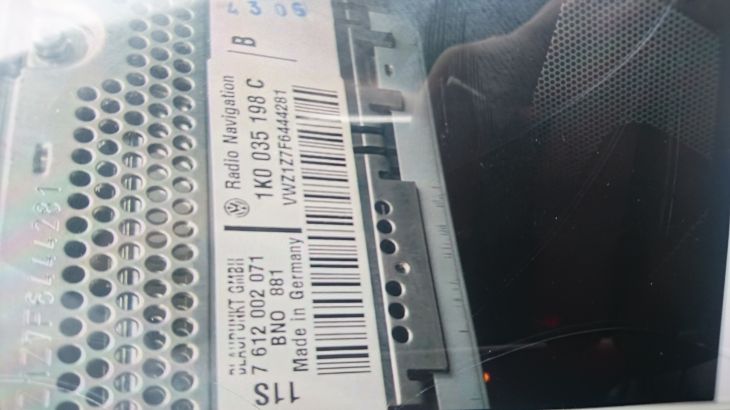 4305
B
Radio Navigation
1K0 035 198 C
VWZ1Z7F6444281
BLAUPUNKT GMBH
7 612 002 071
BNO 881
Made in Germany
11S